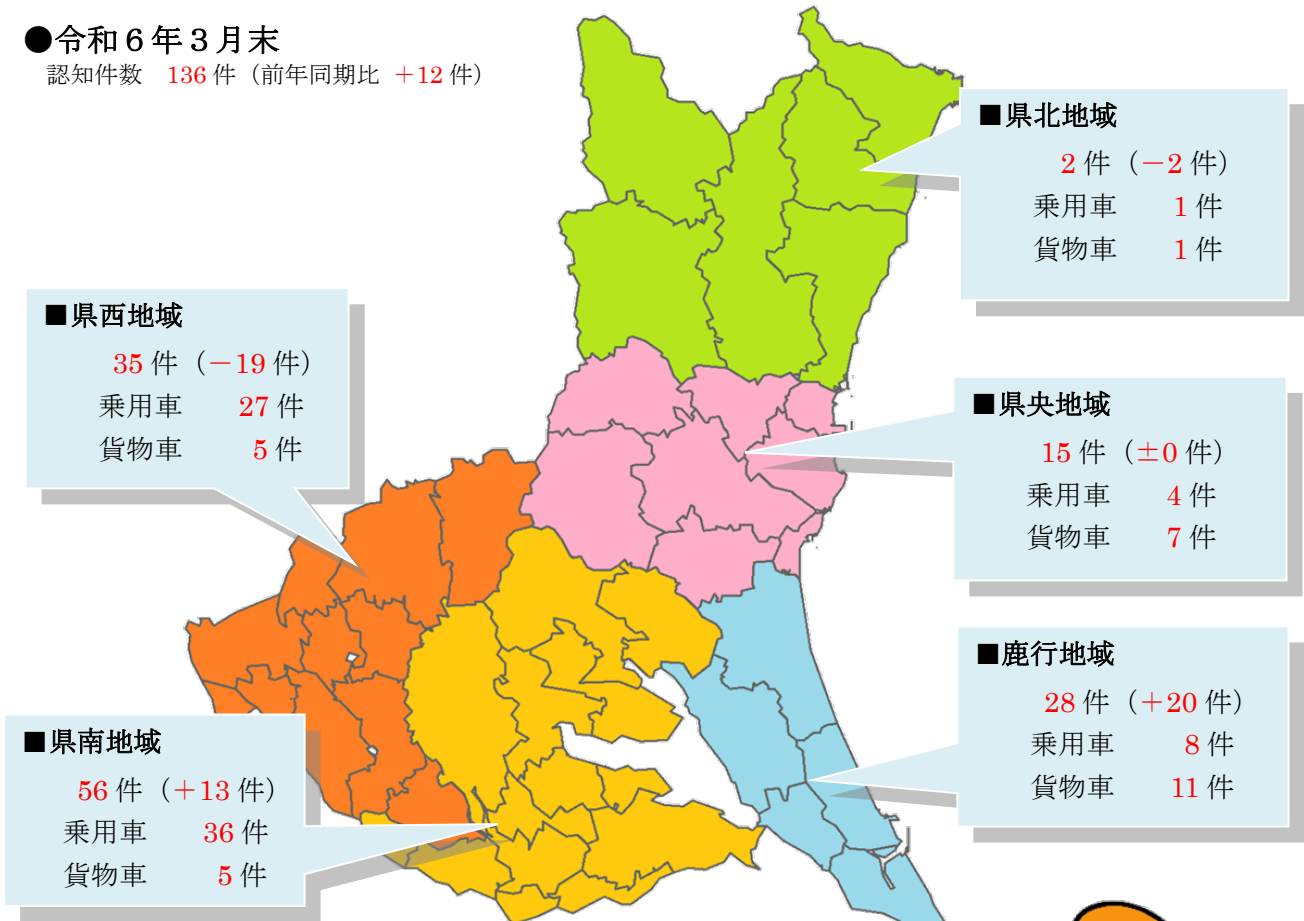 ●令和６年３月末
認知件数　136 件（前年同期比　＋12 件）
■県北地域
2 件（－2 件）
乗用車　1 件
貨物車　1 件
■県西地域
35 件（－19 件）
乗用車　27 件
貨物車　5 件
■県央地域
15 件（±0 件）
乗用車　4 件
貨物車　7 件
■鹿行地域
28 件（＋20 件）
乗用車　8 件
貨物車　11 件
■県南地域
56 件（＋13 件）
乗用車　36 件
貨物車　5 件